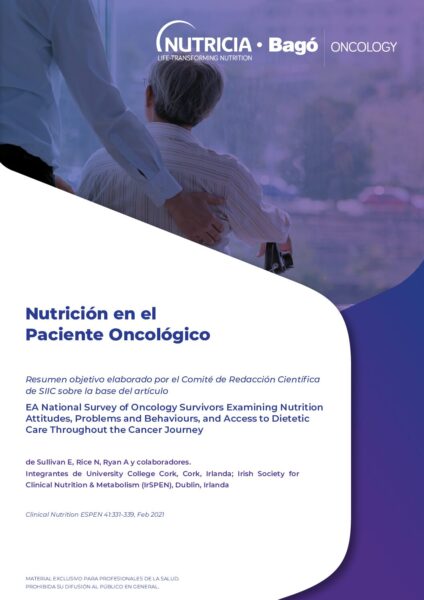 NUTRICIA • Bagó ONCOLOGY
LIFE-TRANSFORMING NUTRITION
Nutrición en el
Paciente Oncológico
Resumen objetivo elaborado por el Comité de Redacción Científica
de SIIC sobre la base del artículo
EA National Survey of Oncology Survivors Examining Nutrition
Attitudes, Problems and Behaviours, and Access to Dietetic
Care Throughout the Cancer Journey
de Sullivan E, Rice N, Ryan A y colaboradores.
Integrantes de University College Cork, Cork, Irlanda; Irish Society for
Clinical Nutrition & Metabolism (IrSPEN), Dublin, Irlanda
Clinical Nutrition ESPEN 41:331-339, Feb 2021
MATERIAL EXCLUSIVO PARA PROFESIONALES DE LA SALUD.
PROHIBIDA SU DIFUSIÓN AL PÚBLICO EN GENERAL.